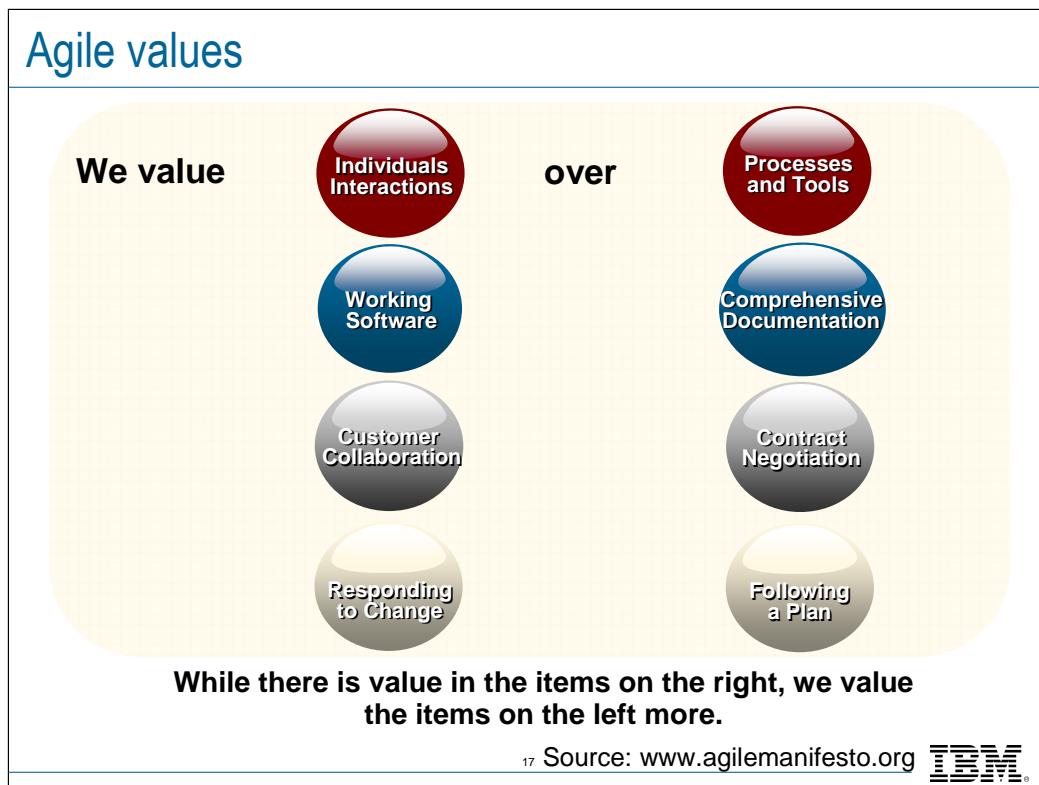 Agile values
We value
Individuals
Interactions
over
Processes
and Tools
Working
Software
Comprehensive
Documentation
Customer
Collaboration
Contract
Negotiation
Responding
to Change
Following
a Plan
While there is value in the items on the right, we value
the items on the left more.
17 Source: www.agilemanifesto.org
IBM®